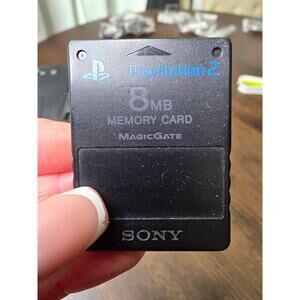 PlayStation 2
8MB
MEMORY CARD
MAGICGATE
SONY